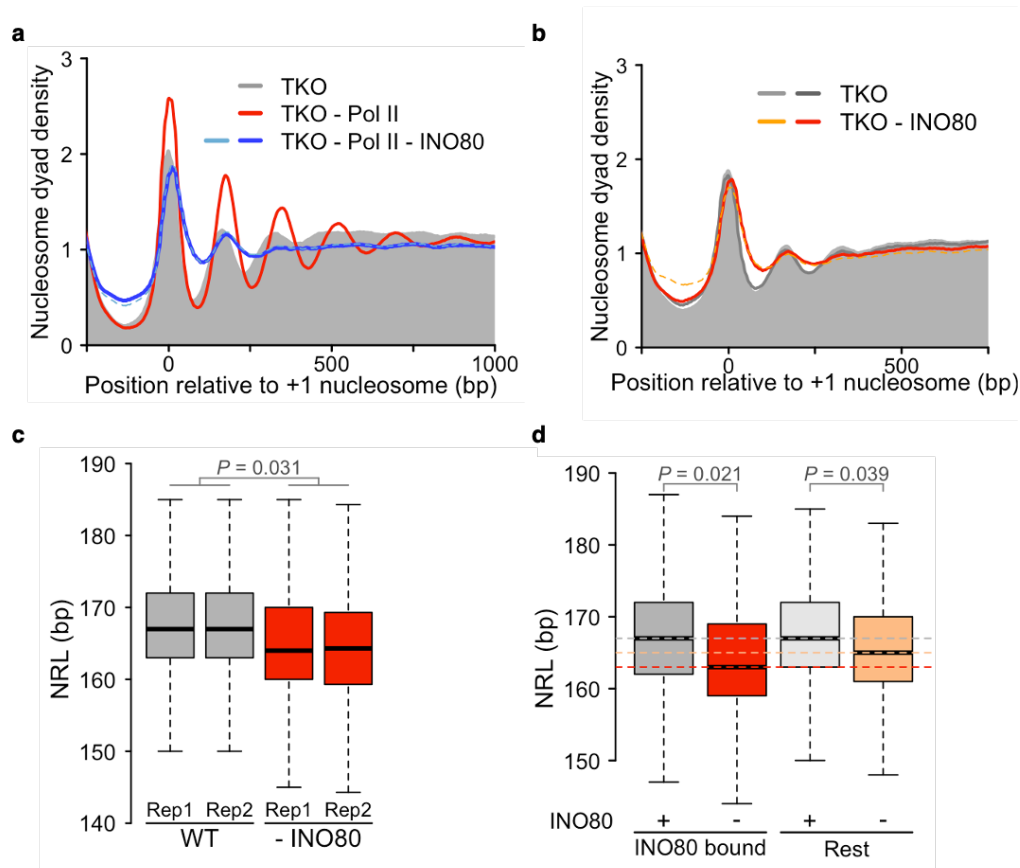 a
3
2
1
0
Nucleosome dyad density
TKO
TKO - Pol II
TKO - Pol II - INO80
0
500
1000
Position relative to +1 nucleosome (bp)
b
3
2
1
0
Nucleosome dyad density
TKO
TKO - INO80
0
500
Position relative to +1 nucleosome (bp)
c
190
180
170
160
150
140
NRL (bp)
P = 0.031
Rep1 Rep2 Rep1 Rep2
WT - INO80
d
190
180
170
160
150
NRL (bp)
P = 0.021 P = 0.039
INO80 + - + -
INO80 bound Rest